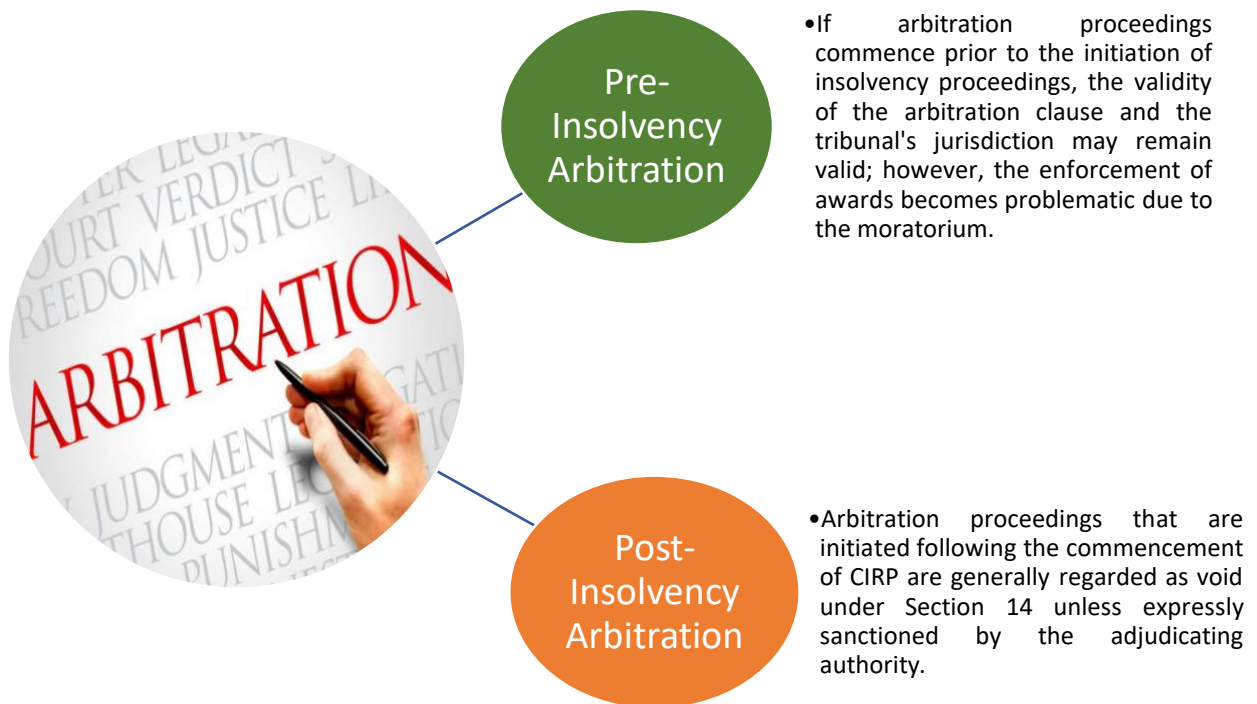 Pre-
Insolvency
Arbitration
•If arbitration proceedings
commence prior to the initiation of
insolvency proceedings, the validity
of the arbitration clause and the
tribunal's jurisdiction may remain
valid; however, the enforcement of
awards becomes problematic due to
the moratorium.
COURT VERDICT
FREEDOM JUSTICE
ARBITRATION
JUDGMENT
Post-
Insolvency
Arbitration
•Arbitration proceedings that are
initiated following the commencement
of CIRP are generally regarded as void
under Section 14 unless expressly
sanctioned by the adjudicating
authority.